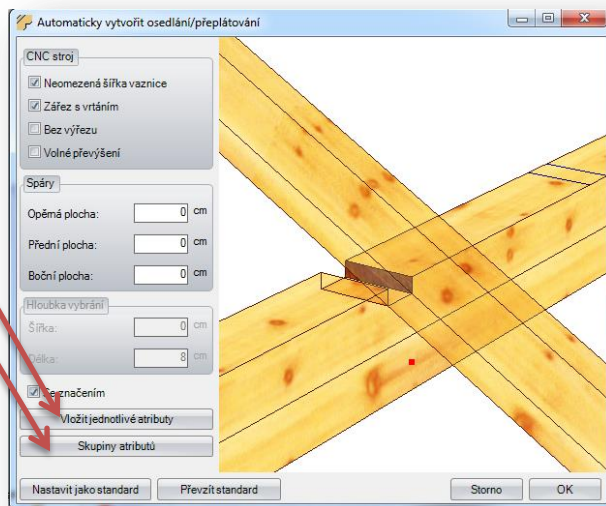 Automaticky vytvořit osedlání/přeplátování
CNC stroj
Neomezená šířka vaznice
Zářez s vrtáním
Bez výřezu
Volné převýšení
Spáry
Opěrná plocha: 0 cm
Přední plocha: 0 cm
Boční plocha: 0 cm
Hloubka vybrání
Šířka: 0 cm
Délka: 8 cm
Se značením
Vložit jednotlivé atributy
Skupiny atributů
Nastavit jako standard Převzít standard Storno OK